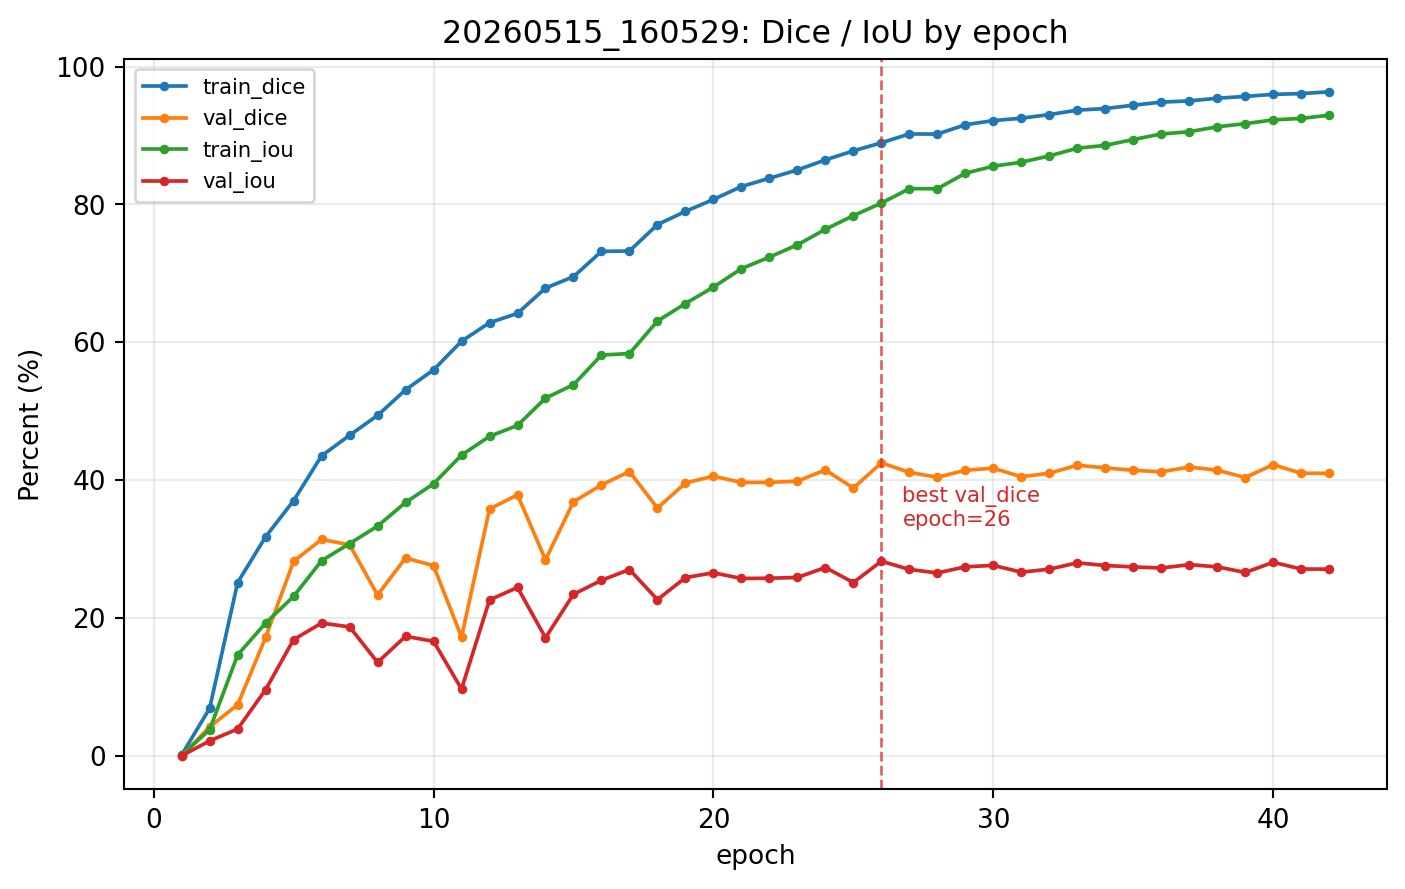 20260515_160529: Dice / IoU by epoch
100
80
60
40
20
0
Percent (%)
train_dice
val_dice
train_iou
val_iou
best val_dice
epoch=26
0
10
20
30
40
epoch